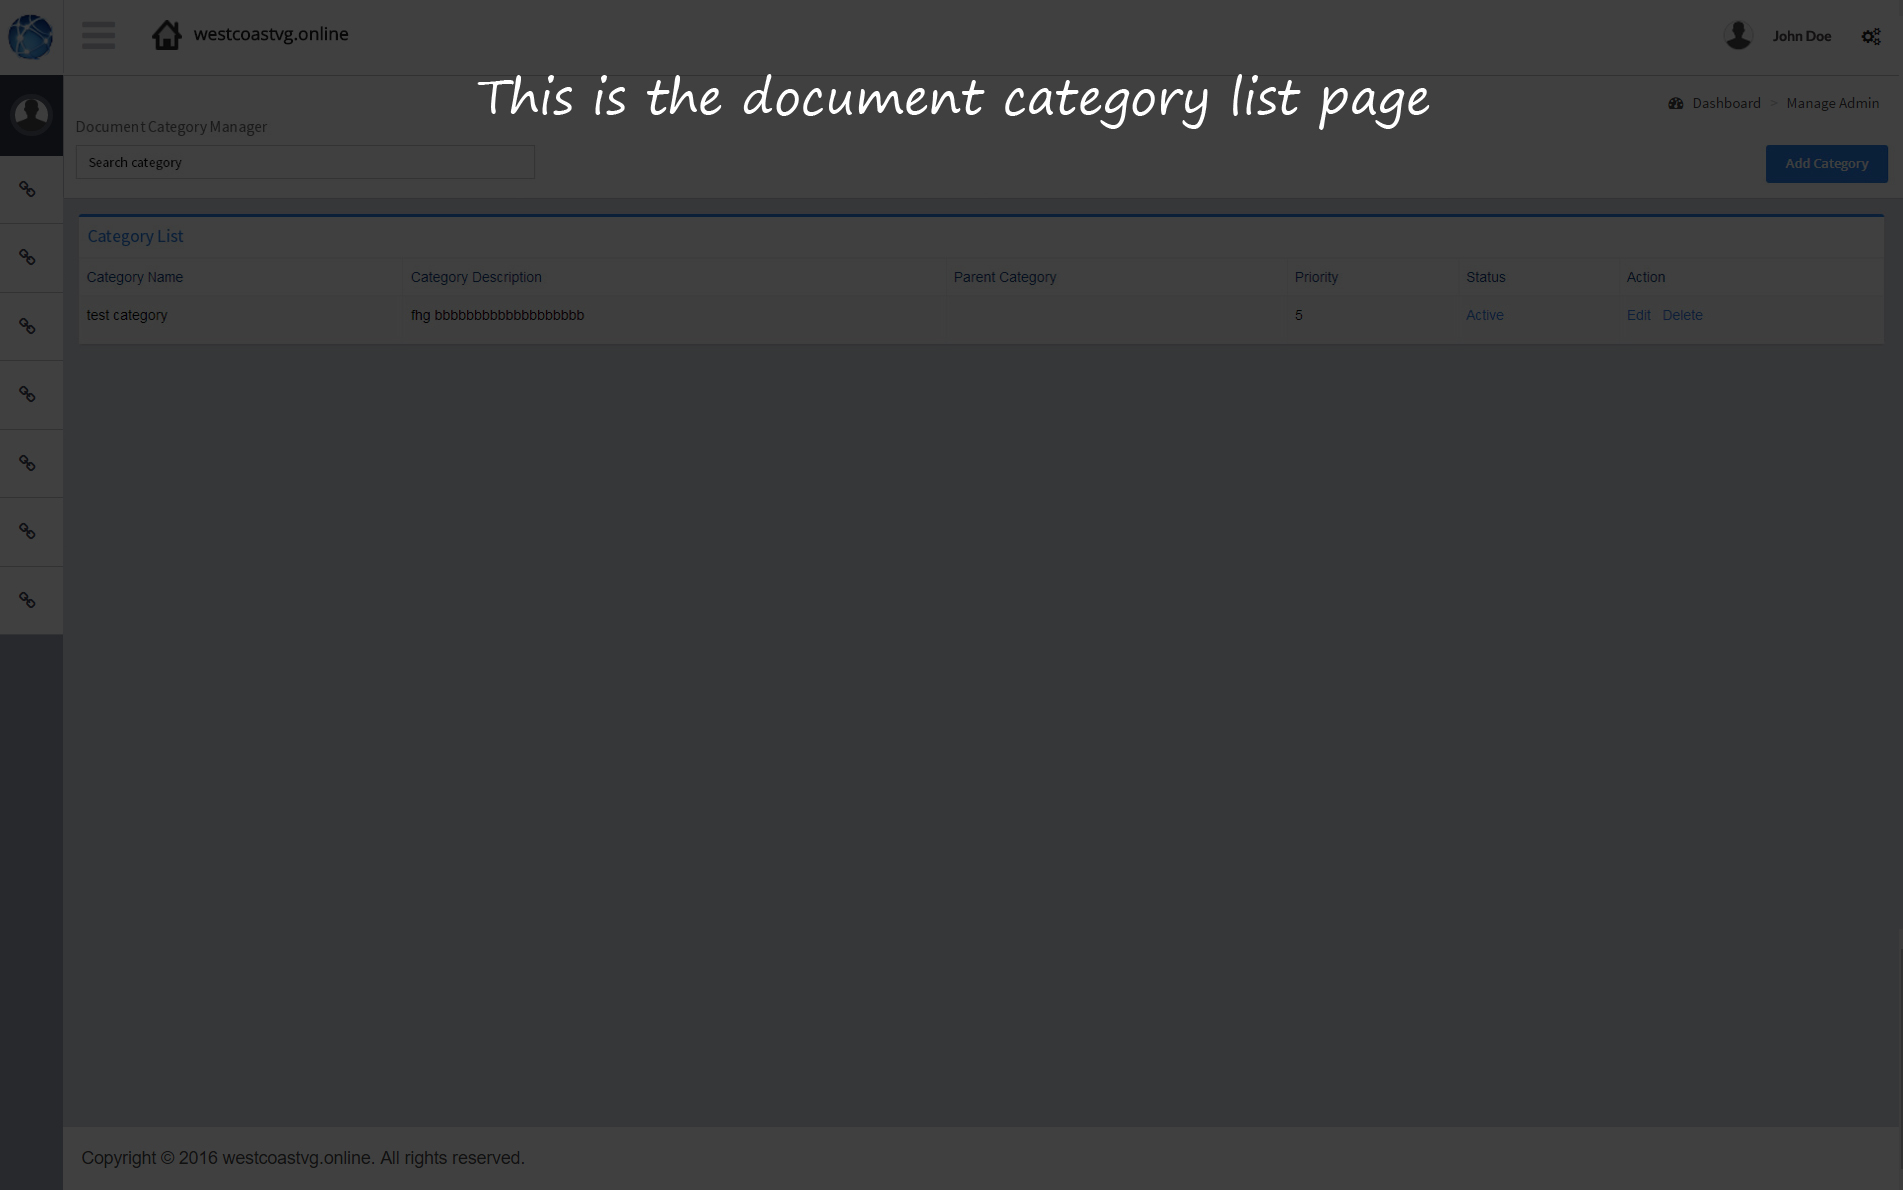 westcoastvg.online
John Doe
This is the document category list page
Dashboard > Manage Admin
Document Category Manager
Search category
Add Category
Category List
Category Name Category Description Parent Category Priority Status Action
test category fhg bbbbbbbbbbbbbbbbbbb 5 Active Edit Delete
Copyright © 2016 westcoastvg.online. All rights reserved.